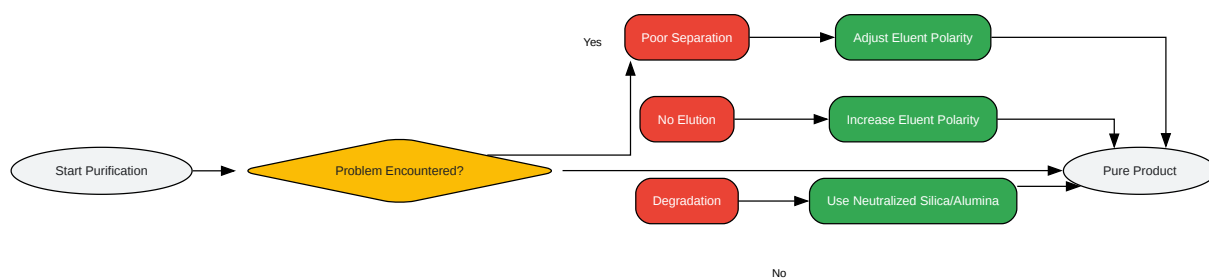 Yes
Poor Separation
Adjust Eluent Polarity
No Elution
Increase Eluent Polarity
Start Purification
Problem Encountered?
Pure Product
Degradation
Use Neutralized Silica/Alumina
No